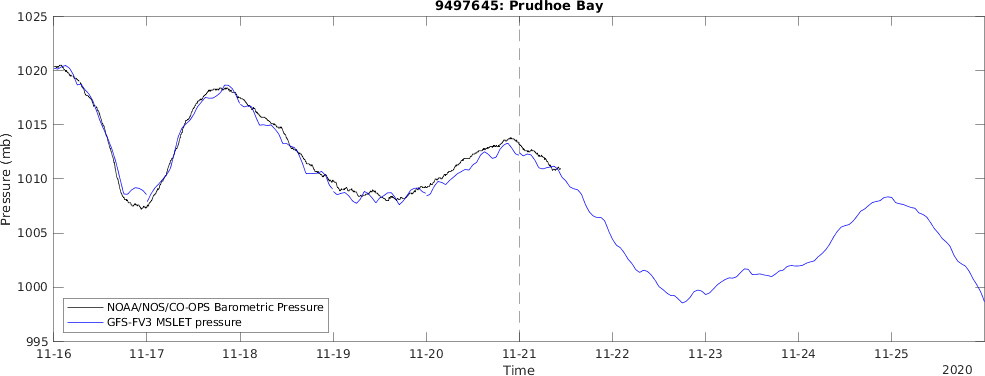 9497645: Prudhoe Bay
1025
1020
1015
1010
1005
1000
995
Pressure (mb)
NOAA/NOS/CO-OPS Barometric Pressure
GFS-FV3 MSLET pressure
11-16 11-17 11-18 11-19 11-20 11-21 11-22 11-23 11-24 11-25
Time
2020